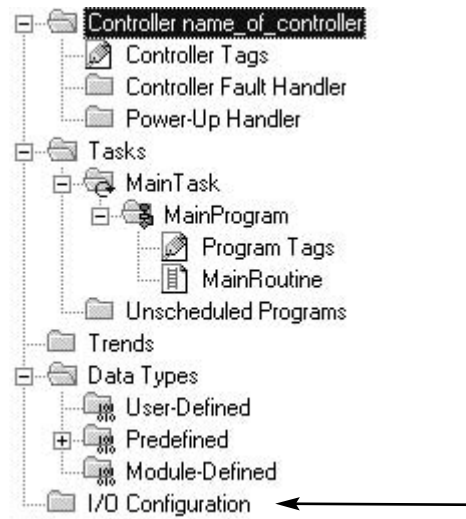 Controller name_of_controller
Controller Tags
Controller Fault Handler
Power-Up Handler
Tasks
MainTask
MainProgram
Program Tags
MainRoutine
Unscheduled Programs
Trends
Data Types
User-Defined
Predefined
Module-Defined
I/O Configuration